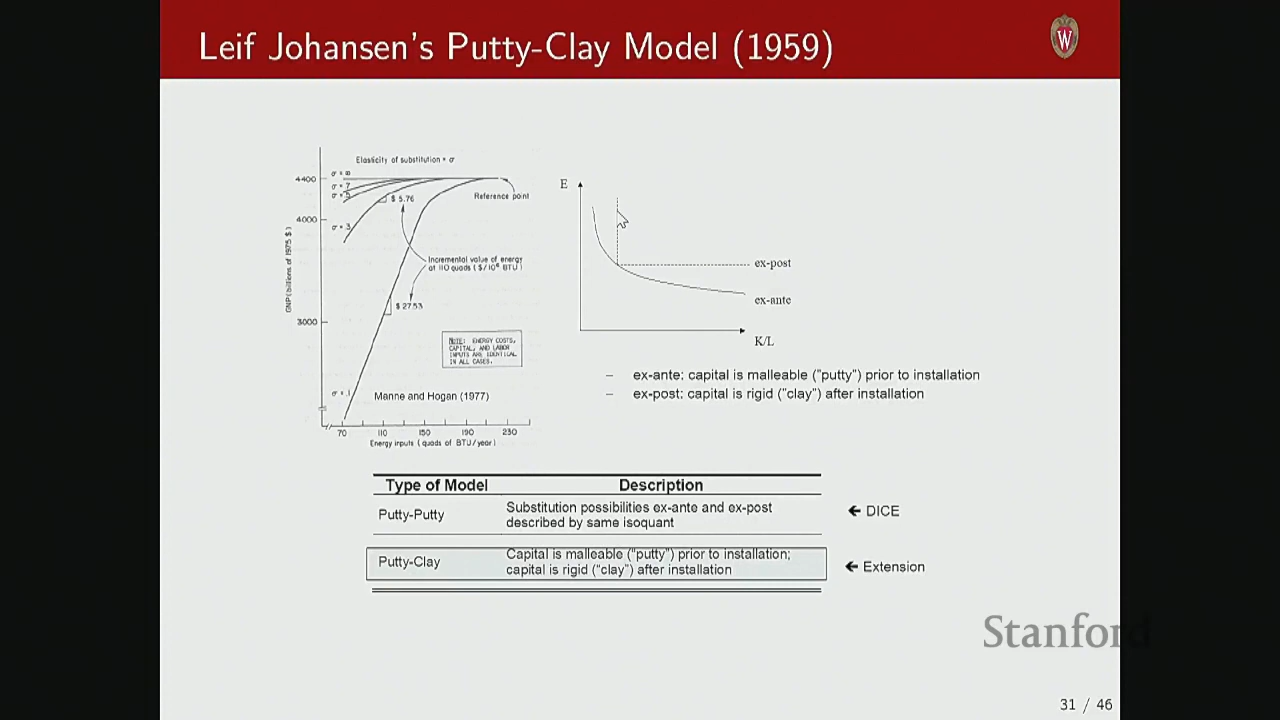 Leif Johansen's Putty-Clay Model (1959)
W
Elasticity of substitution = σ
4400
4000
3000
GNP (billions of 1975 $)
σ = ∞
σ = .7
σ = .5
σ = .3
σ = .1
$ 5.76
Reference point
Incremental value of energy
at 110 quads ( $/10⁶ BTU )
$ 27.53
NOTE: ENERGY COSTS,
CAPITAL, AND LABOR
INPUTS ARE IDENTICAL
IN ALL CASES.
Manne and Hogan (1977)
70 110 150 190 230
Energy inputs ( quads of BTU/year )
E
ex-post
ex-ante
K/L
– ex-ante: capital is malleable ("putty") prior to installation
– ex-post: capital is rigid ("clay") after installation
Type of Model Description
Putty-Putty
Substitution possibilities ex-ante and ex-post
described by same isoquant
← DICE
Putty-Clay
Capital is malleable ("putty") prior to installation;
capital is rigid ("clay") after installation
← Extension
Stanford
31 / 46